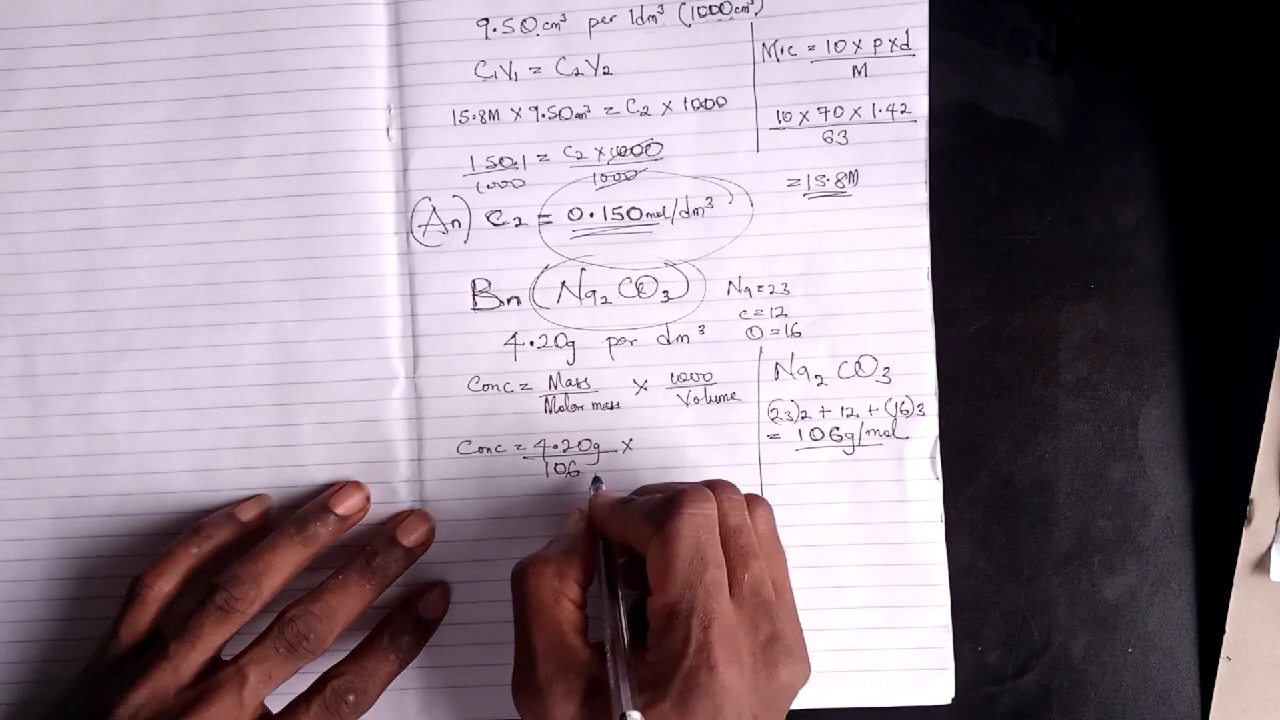 9.50cm³ per 1dm³ (1000cm³)
C₁V₁ = C₂V₂
15.8M × 9.50cm³ = C₂ × 1000
150.1 = C₂ × 1000
1000 1000
(An) C₂ = 0.150mol/dm³
M·c = 10 × p × d
M
10 × 70 × 1.42
63
= 15.8M
Bn (Na₂CO₃)
Na = 23
C = 12
O = 16
4.20g per dm³
Conc = Mass × 1000
Molar mass Volume
Conc = 4.20g ×
106
Na₂CO₃
(23)2 + 12 + (16)3
= 106g/mol